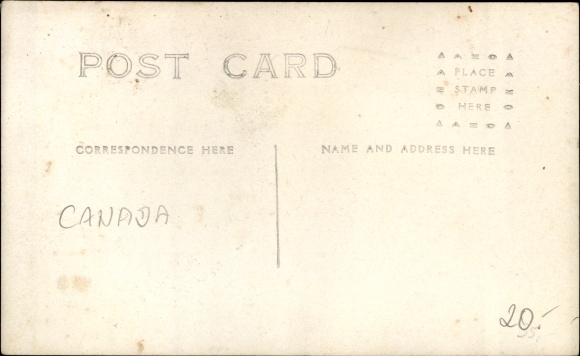 POST CARD
PLACE
STAMP
HERE
CORRESPONDENCE HERE
NAME AND ADDRESS HERE
CANADA
20.-